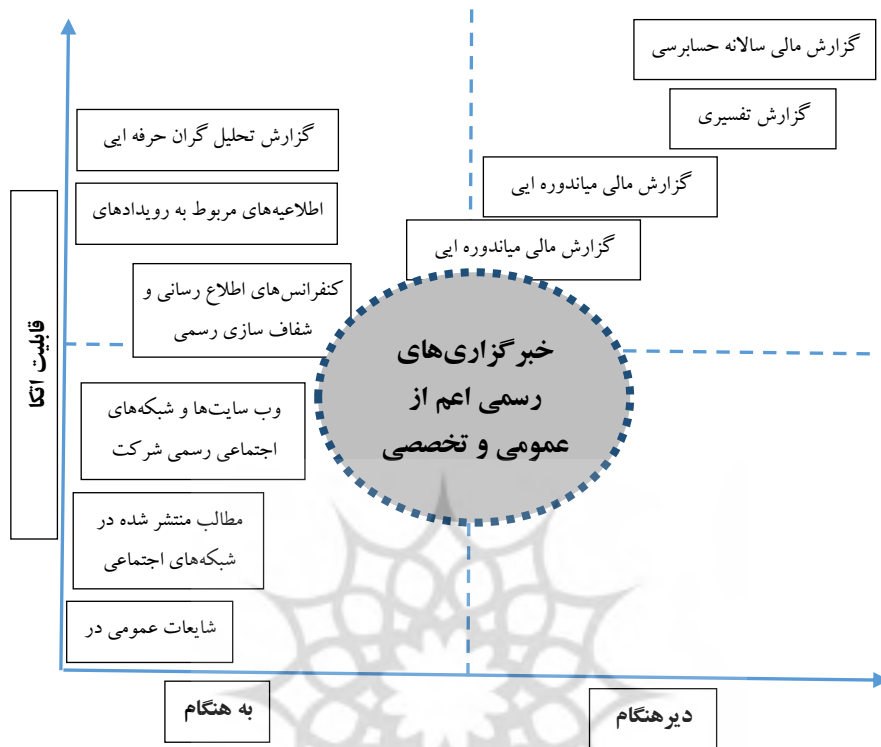 گزارش مالی سالانه حسابرسی
گزارش تفسیری
گزارش تحلیل گران حرفه ایی
گزارش مالی میاندوره ایی
اطلاعیه‌های مربوط به رویدادهای
گزارش مالی میاندوره ایی
کنفرانس‌های اطلاع رسانی و
شفاف سازی رسمی
قابلیت اتکا
خبرگزاری‌های
رسمی اعم از
عمومی و تخصصی
وب سایت‌ها و شبکه‌های
اجتماعی رسمی شرکت
مطالب منتشر شده در
شبکه‌های اجتماعی
شایعات عمومی در
به هنگام
دیرهنگام